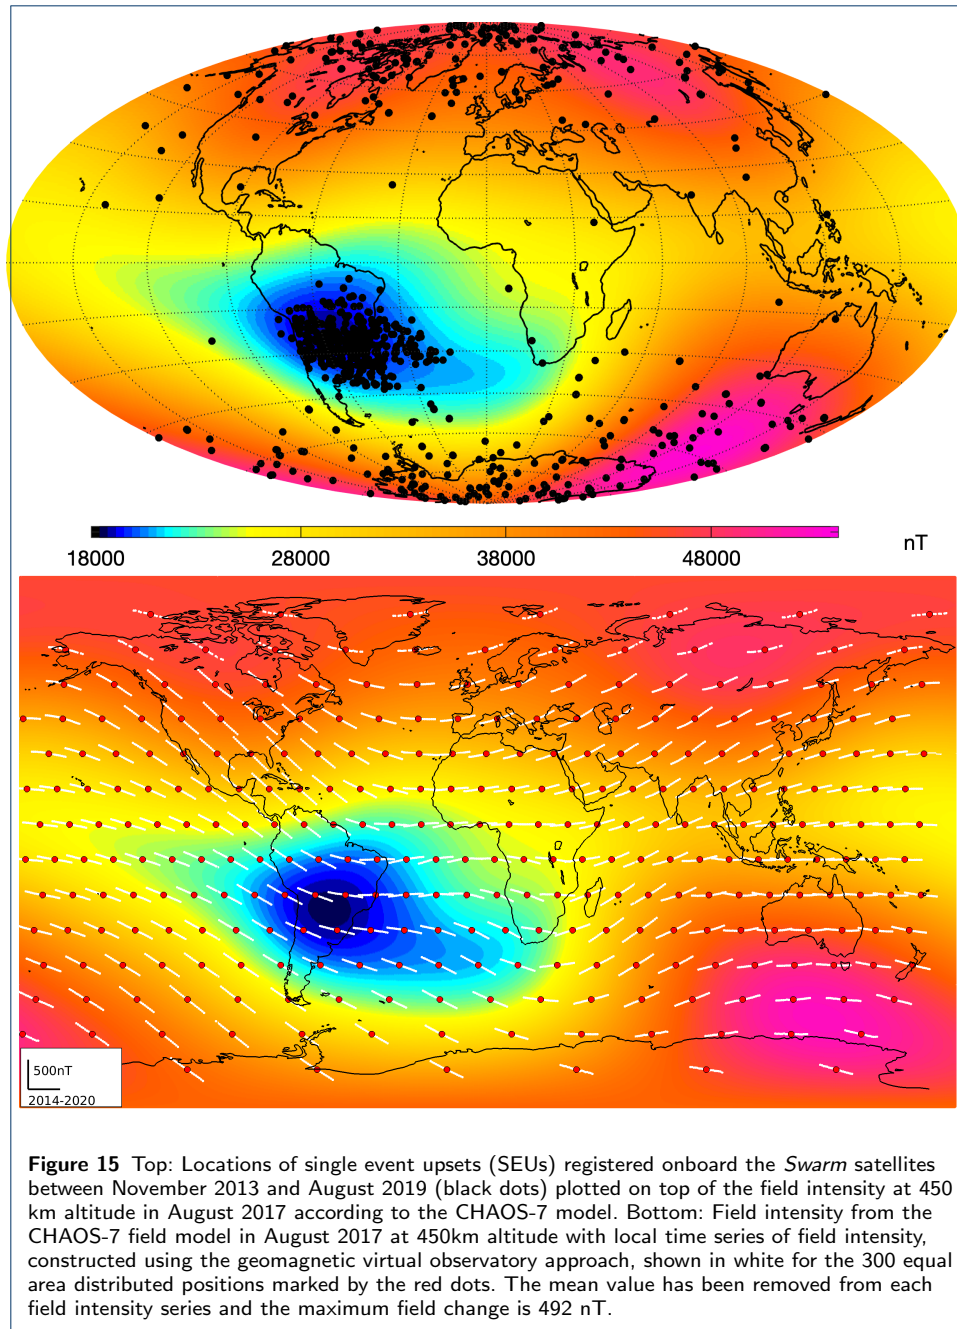 18000 28000 38000 48000 nT
500nT
2014-2020
Figure 15 Top: Locations of single event upsets (SEUs) registered onboard the Swarm satellites
between November 2013 and August 2019 (black dots) plotted on top of the field intensity at 450
km altitude in August 2017 according to the CHAOS-7 model. Bottom: Field intensity from the
CHAOS-7 field model in August 2017 at 450km altitude with local time series of field intensity,
constructed using the geomagnetic virtual observatory approach, shown in white for the 300 equal
area distributed positions marked by the red dots. The mean value has been removed from each
field intensity series and the maximum field change is 492 nT.